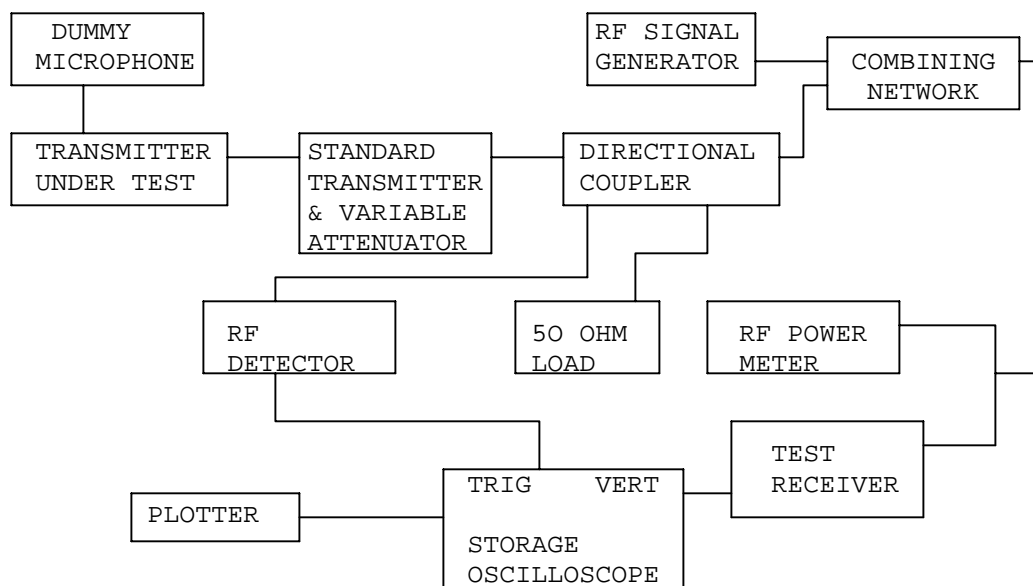 DUMMY
MICROPHONE
RF SIGNAL
GENERATOR
COMBINING
NETWORK
TRANSMITTER
UNDER TEST
STANDARD
TRANSMITTER
& VARIABLE
ATTENUATOR
DIRECTIONAL
COUPLER
RF
DETECTOR
50 OHM
LOAD
RF POWER
METER
TEST
RECEIVER
PLOTTER
TRIG VERT
STORAGE
OSCILLOSCOPE